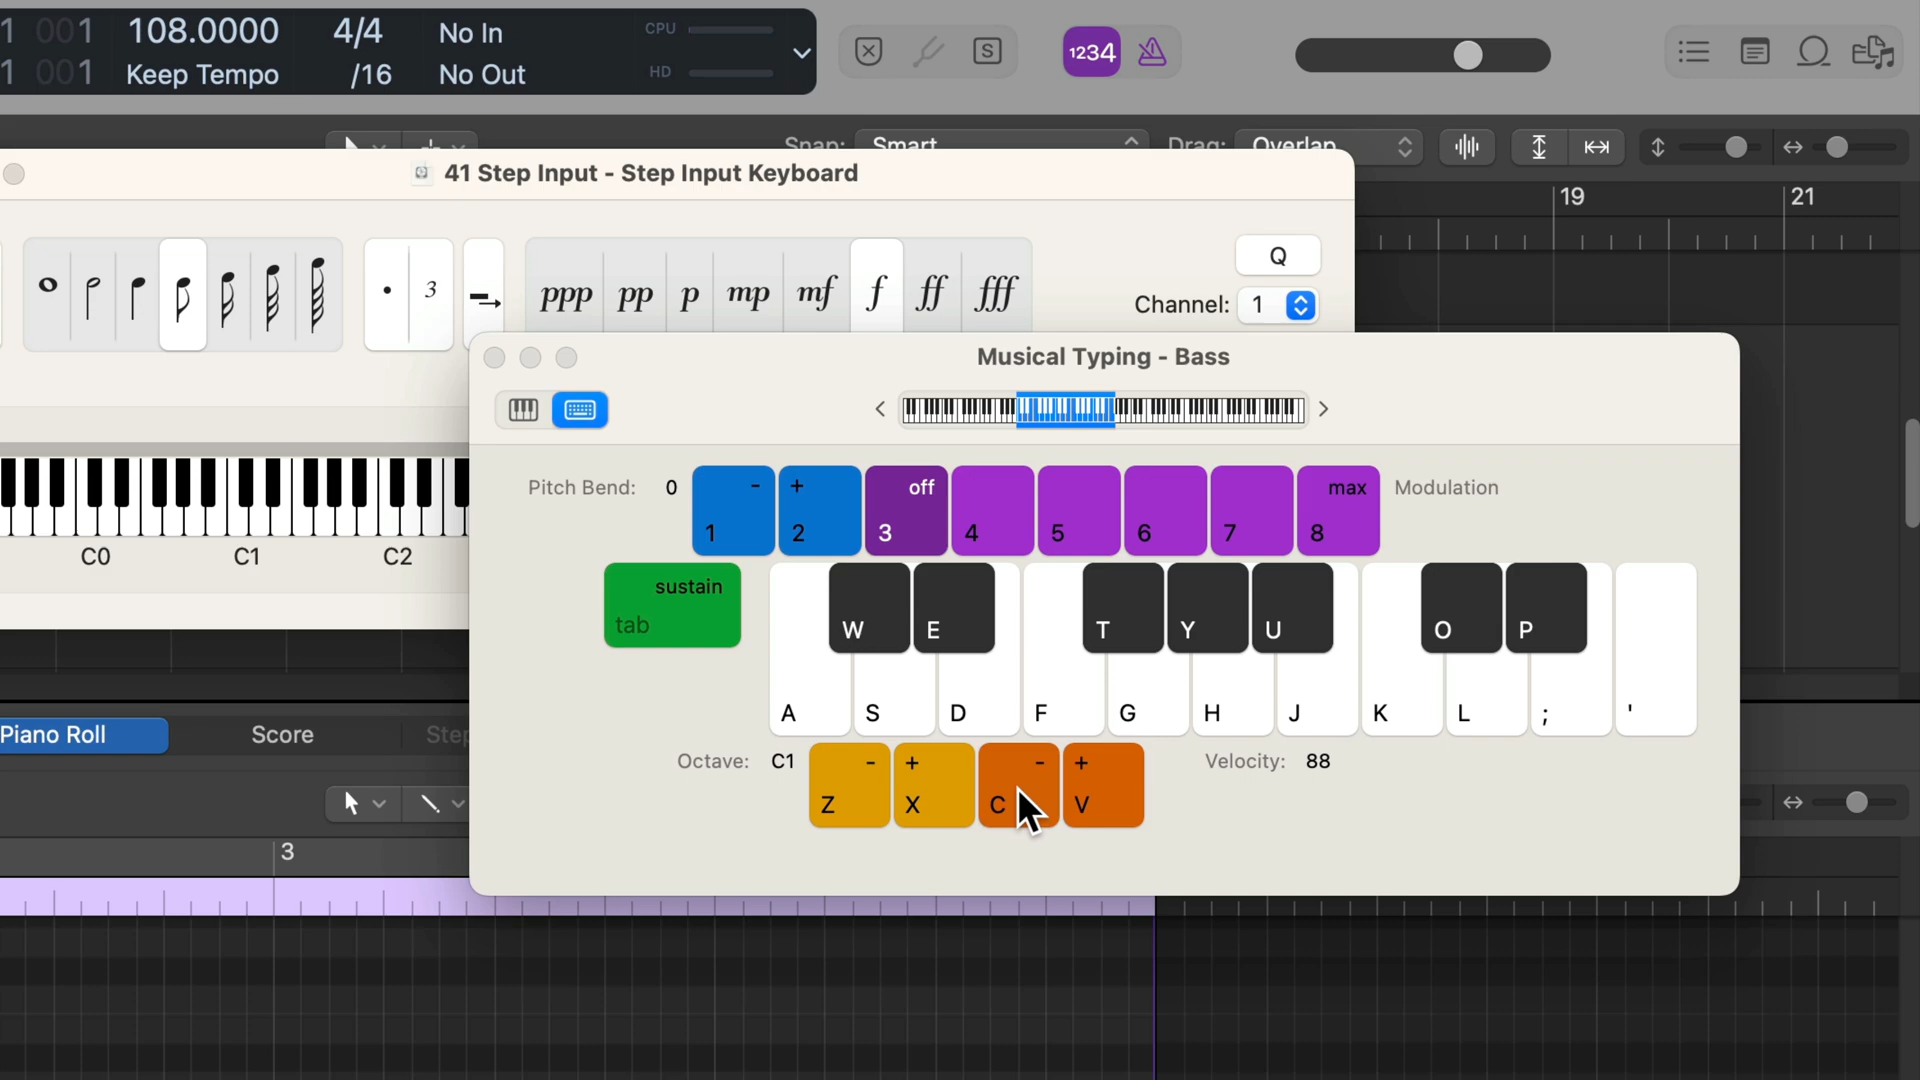 1 001 108.0000 4/4 No In CPU
1 001 Keep Tempo /16 No Out HD
S 1234
Snap: Smart Drag: Overlap
41 Step Input - Step Input Keyboard
19 21
3 ppp pp p mp mf f ff fff
Q
Channel: 1
Musical Typing - Bass
Pitch Bend: 0 - + off max Modulation
1 2 3 4 5 6 7 8
C0 C1 C2
sustain
tab
W E T Y U O P
A S D F G H J K L ; '
Piano Roll Score Step
Octave: C1 - + - + Velocity: 88
Z X C V
3